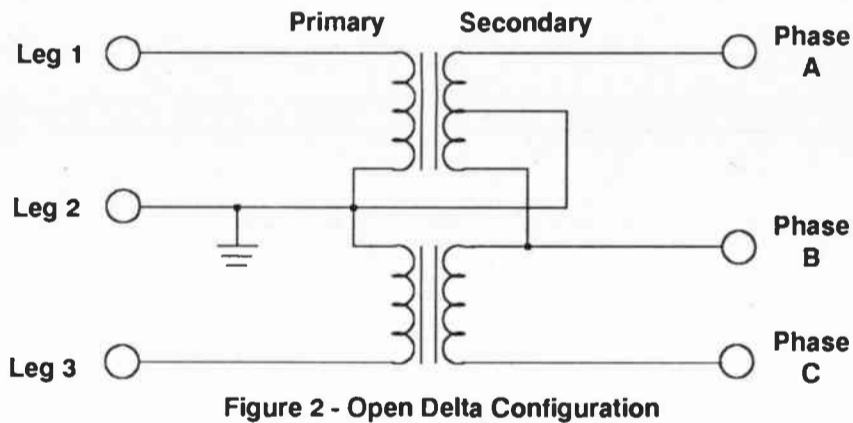 Primary Secondary
Leg 1
Phase
A
Leg 2
Phase
B
Leg 3
Phase
C
Figure 2 - Open Delta Configuration